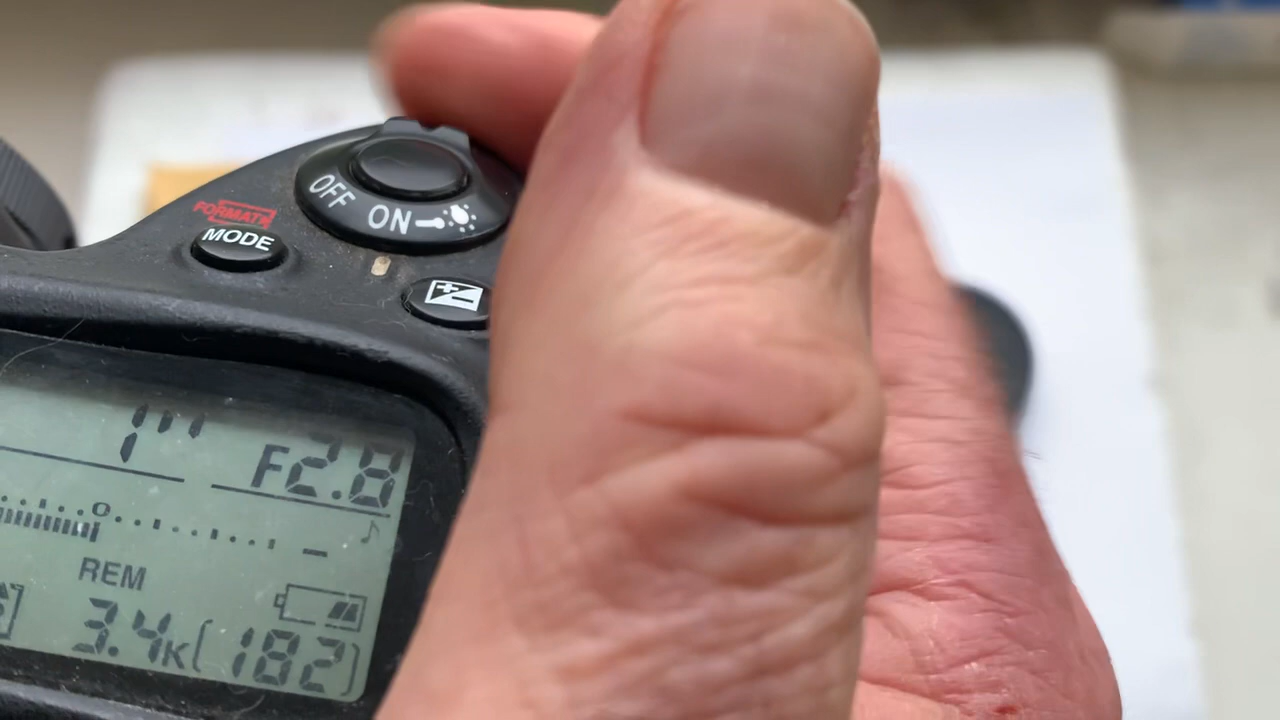 OFF ON
FORMAT
MODE
1" F2.8
REM
3.4K[182]